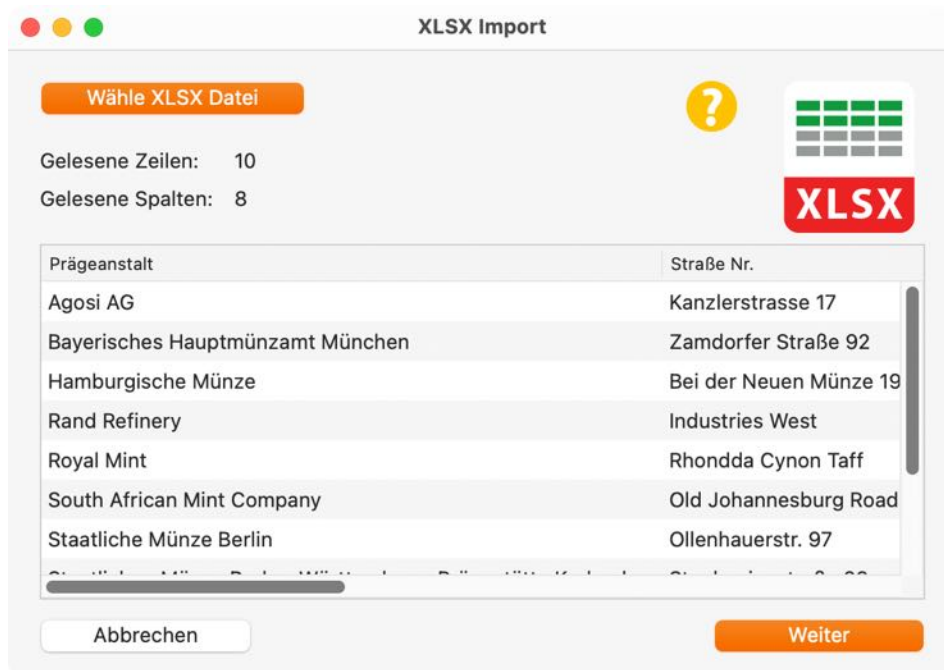 XLSX Import
Wähle XLSX Datei
?
XLSX
Gelesene Zeilen: 10
Gelesene Spalten: 8
Prägeanstalt Straße Nr.
Agosi AG Kanzlerstrasse 17
Bayerisches Hauptmünzamt München Zamdorfer Straße 92
Hamburgische Münze Bei der Neuen Münze 19
Rand Refinery Industries West
Royal Mint Rhondda Cynon Taff
South African Mint Company Old Johannesburg Road
Staatliche Münze Berlin Ollenhauerstr. 97
Abbrechen Weiter